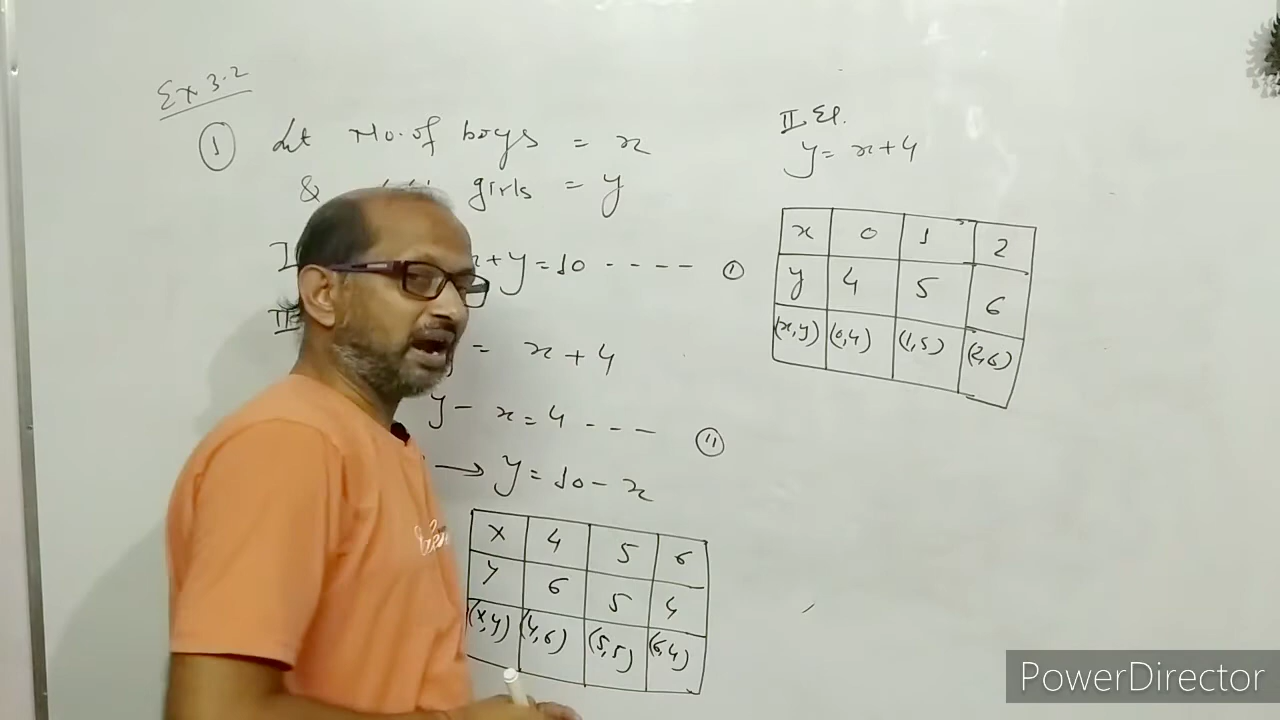 Ex 3.2
① Let No. of boys = x
& girls = y
x+y=10 - - - - ①
II = x+4
y - x = 4 - - - ②
→ y = 10 - x
X 4 5 6
Y 6 5 4
(x,y) (4,6) (5,5) (6,4)
II Eq.
y = x+4
x 0 1 2
y 4 5 6
(x,y) (0,4) (1,5) (2,6)
PowerDirector